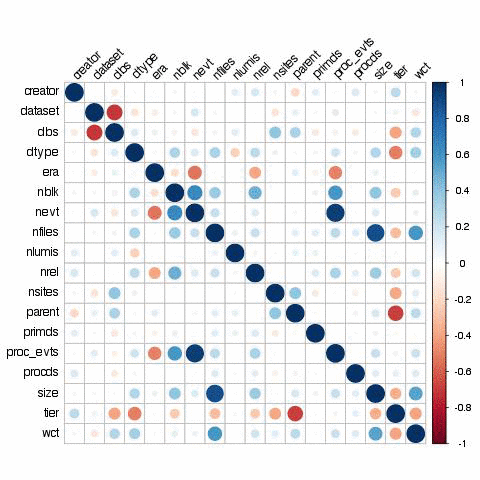 creator dataset dbs dtype era nblk nevt nfiles nlumis nrel nsites parent primds proc_evts procds size tier wct
creator
dataset
dbs
dtype
era
nblk
nevt
nfiles
nlumis
nrel
nsites
parent
primds
proc_evts
procds
size
tier
wct
1
0.8
0.6
0.4
0.2
0
-0.2
-0.4
-0.6
-0.8
-1